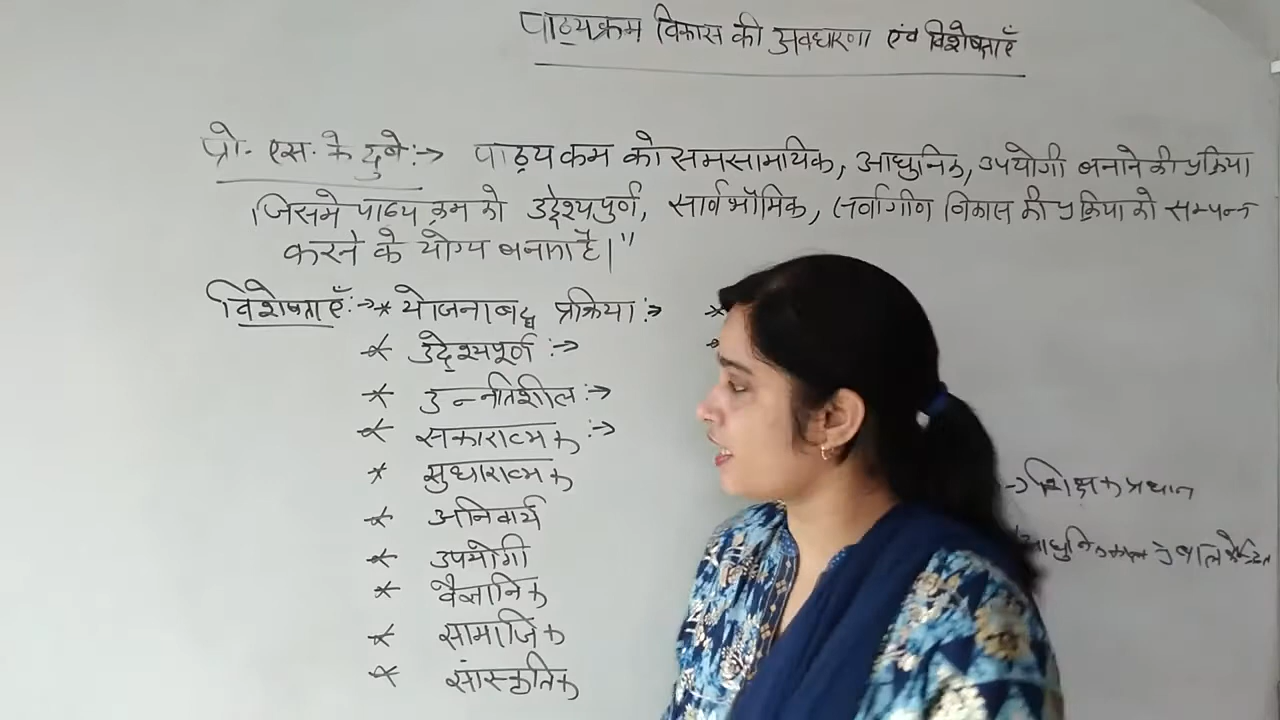 पाठ्यक्रम विकास की अवधारणा एवं विशेषताएँ
प्रो. एस. के दुबे:→ पाठ्यक्रम को समसामयिक, आधुनिक, उपयोगी बनाने की प्रक्रिया
जिसमे पाठ्यक्रम को उद्देश्यपुर्ण, सार्वभौमिक, सर्वागीण विकास की प्रक्रिया को सम्पन्न
करने के योग्य बनाता है।"
विशेषताएँ:→* योजनाबद्ध प्रक्रिया:→ *
* उद्देश्यपूर्ण:→
* उन्नतिशील:→
* सकारात्मक:→
* सुधारात्मक
→ शिक्षक प्रधान
* अनिवार्य
* उपयोगी
* वैज्ञानिक
* सामाजिक
* सांस्कृतिक